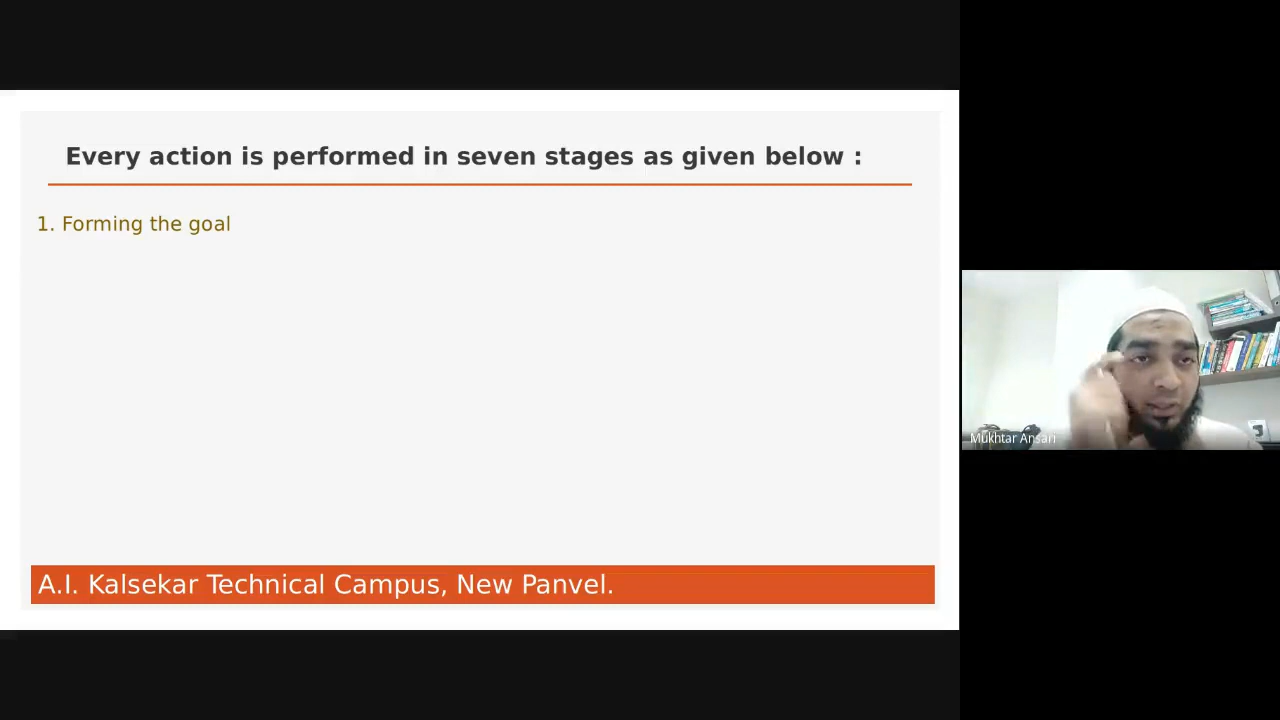 Every action is performed in seven stages as given below :
1. Forming the goal
A.I. Kalsekar Technical Campus, New Panvel.
Mukhtar Ansari